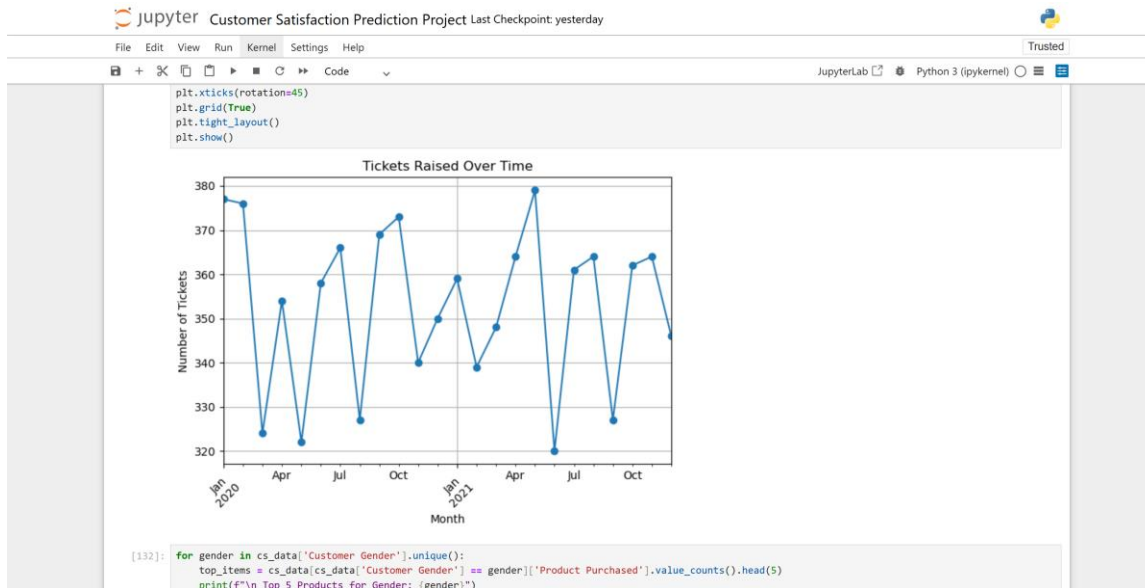 jupyter Customer Satisfaction Prediction Project Last Checkpoint: yesterday
File Edit View Run Kernel Settings Help Trusted
Code JupyterLab Python 3 (ipykernel)
plt.xticks(rotation=45)
plt.grid(True)
plt.tight_layout()
plt.show()
Tickets Raised Over Time
380
370
360
350
340
330
320
Number of Tickets
Jan 2020 Apr Jul Oct Jan 2021 Apr Jul Oct
Month
[132]: for gender in cs_data['Customer Gender'].unique():
top_items = cs_data[cs_data['Customer Gender'] == gender]['Product Purchased'].value_counts().head(5)
print(f"\n Top 5 Products for Gender: {gender}")